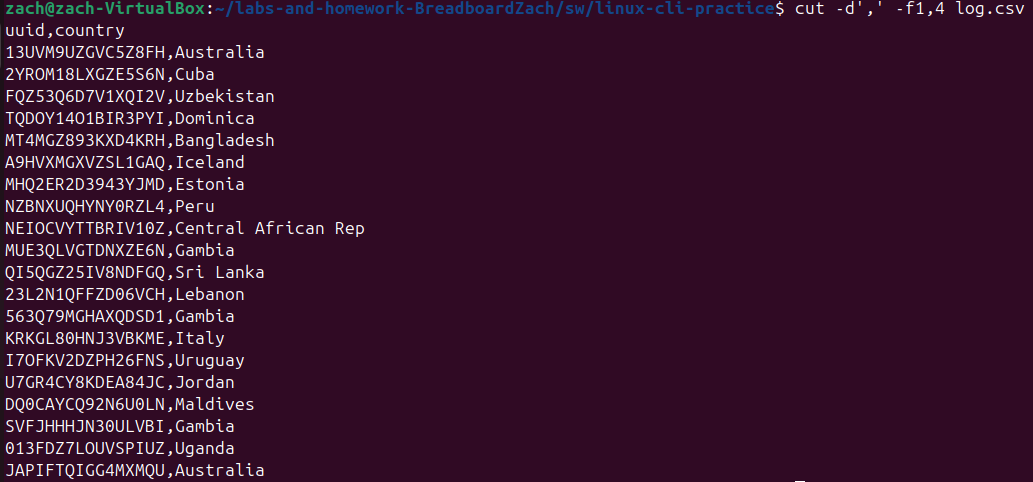 zach@zach-VirtualBox:~/labs-and-homework-BreadboardZach/sw/linux-cli-practice$ cut -d',' -f1,4 log.csv
uuid,country
13UVM9UZGVC5Z8FH,Australia
2YROM18LXGZE5S6N,Cuba
FQZ53Q6D7V1XQI2V,Uzbekistan
TQDOY14O1BIR3PYI,Dominica
MT4MGZ893KXD4KRH,Bangladesh
A9HVXMGXVZSL1GAQ,Iceland
MHQ2ER2D3943YJMD,Estonia
NZBNXUQHYNY0RZL4,Peru
NEIOCVYTTBRIV10Z,Central African Rep
MUE3QLVGTDNXZE6N,Gambia
QI5QGZ25IV8NDFGQ,Sri Lanka
23L2N1QFFZD06VCH,Lebanon
563Q79MGHAXQDSD1,Gambia
KRKGL80HNJ3VBKME,Italy
I7OFKV2DZPH26FNS,Uruguay
U7GR4CY8KDEA84JC,Jordan
DQ0CAYCQ92N6U0LN,Maldives
SVFJHHHJN30ULVBI,Gambia
013FDZ7LOUVSPIUZ,Uganda
JAPIFTQIGG4MXMQU,Australia